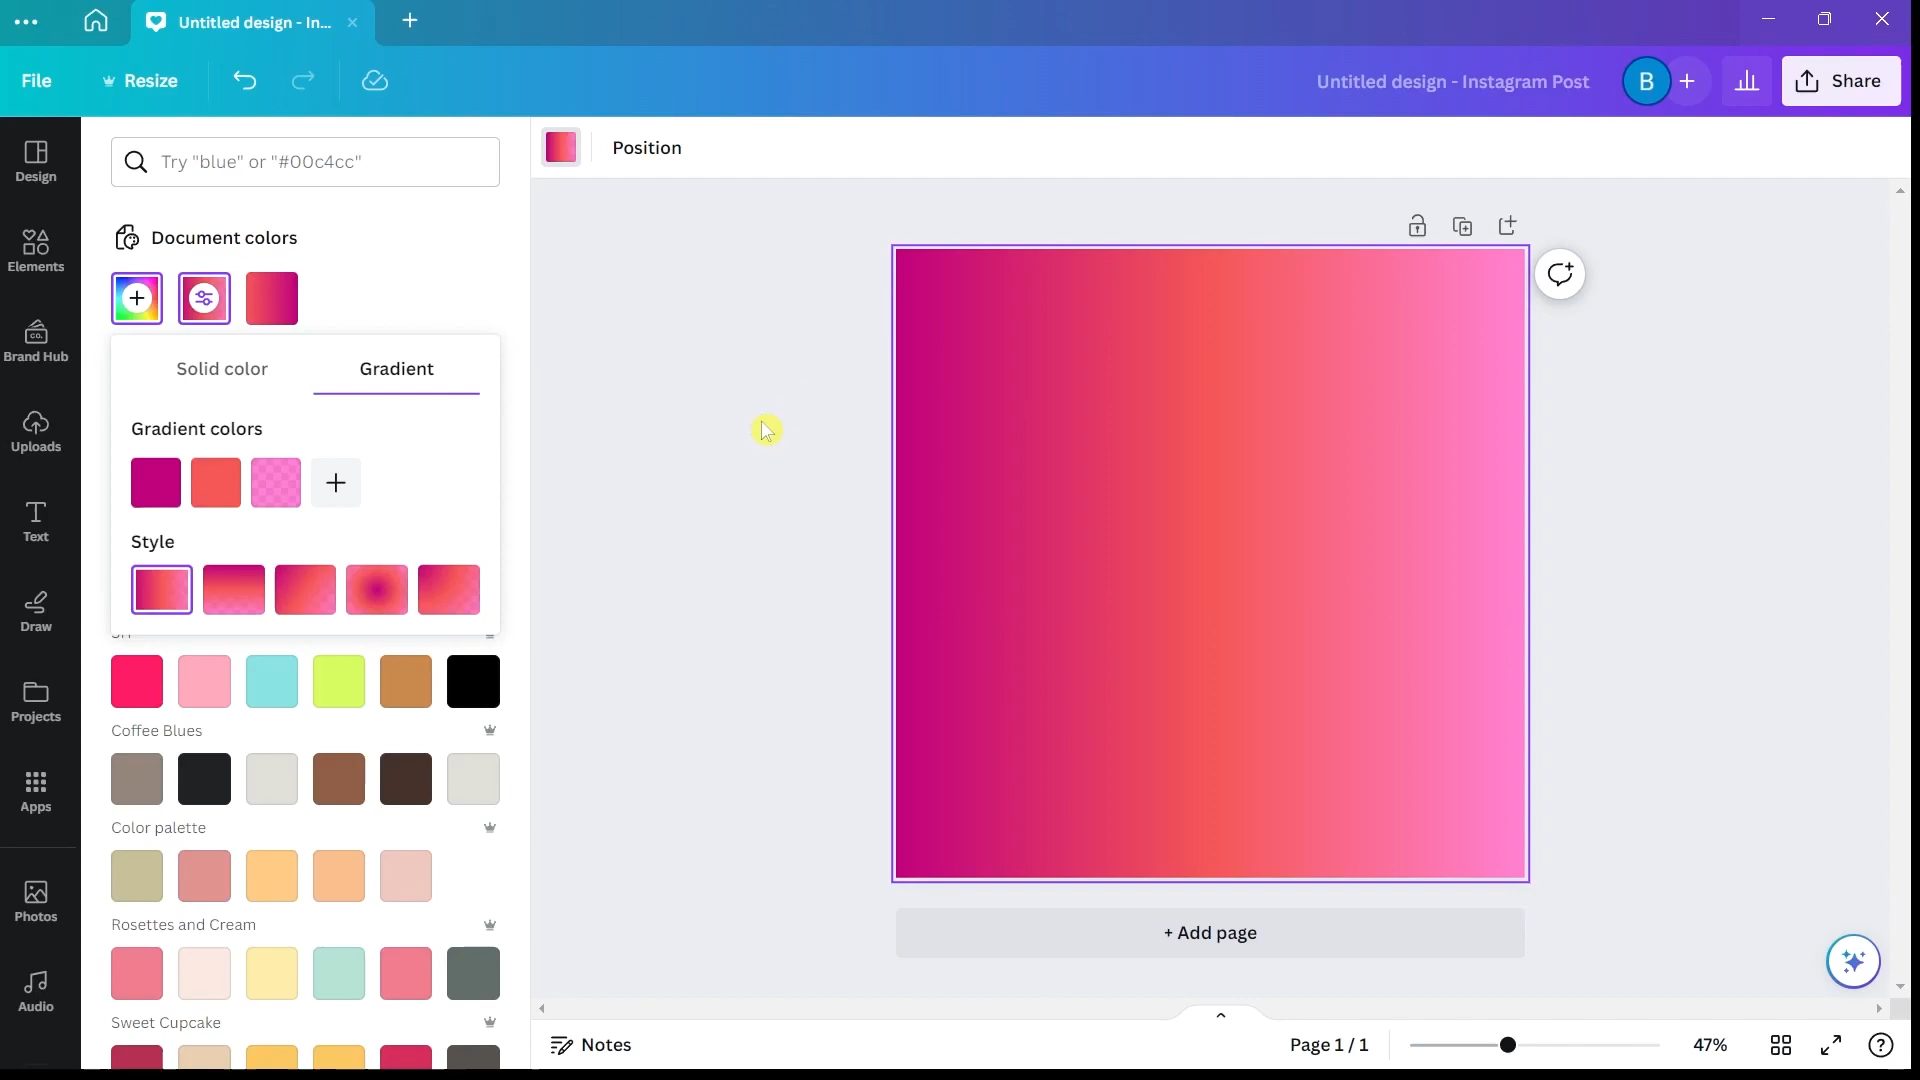 Untitled design - In...
File
Resize
Untitled design - Instagram Post
B
Share
Design
Elements
CO.
Brand Hub
Uploads
Text
Draw
Projects
Apps
Photos
Audio
Try "blue" or "#00c4cc"
Document colors
Solid color
Gradient
Gradient colors
Style
Coffee Blues
Color palette
Rosettes and Cream
Sweet Cupcake
Position
+ Add page
Notes
Page 1 / 1
47%